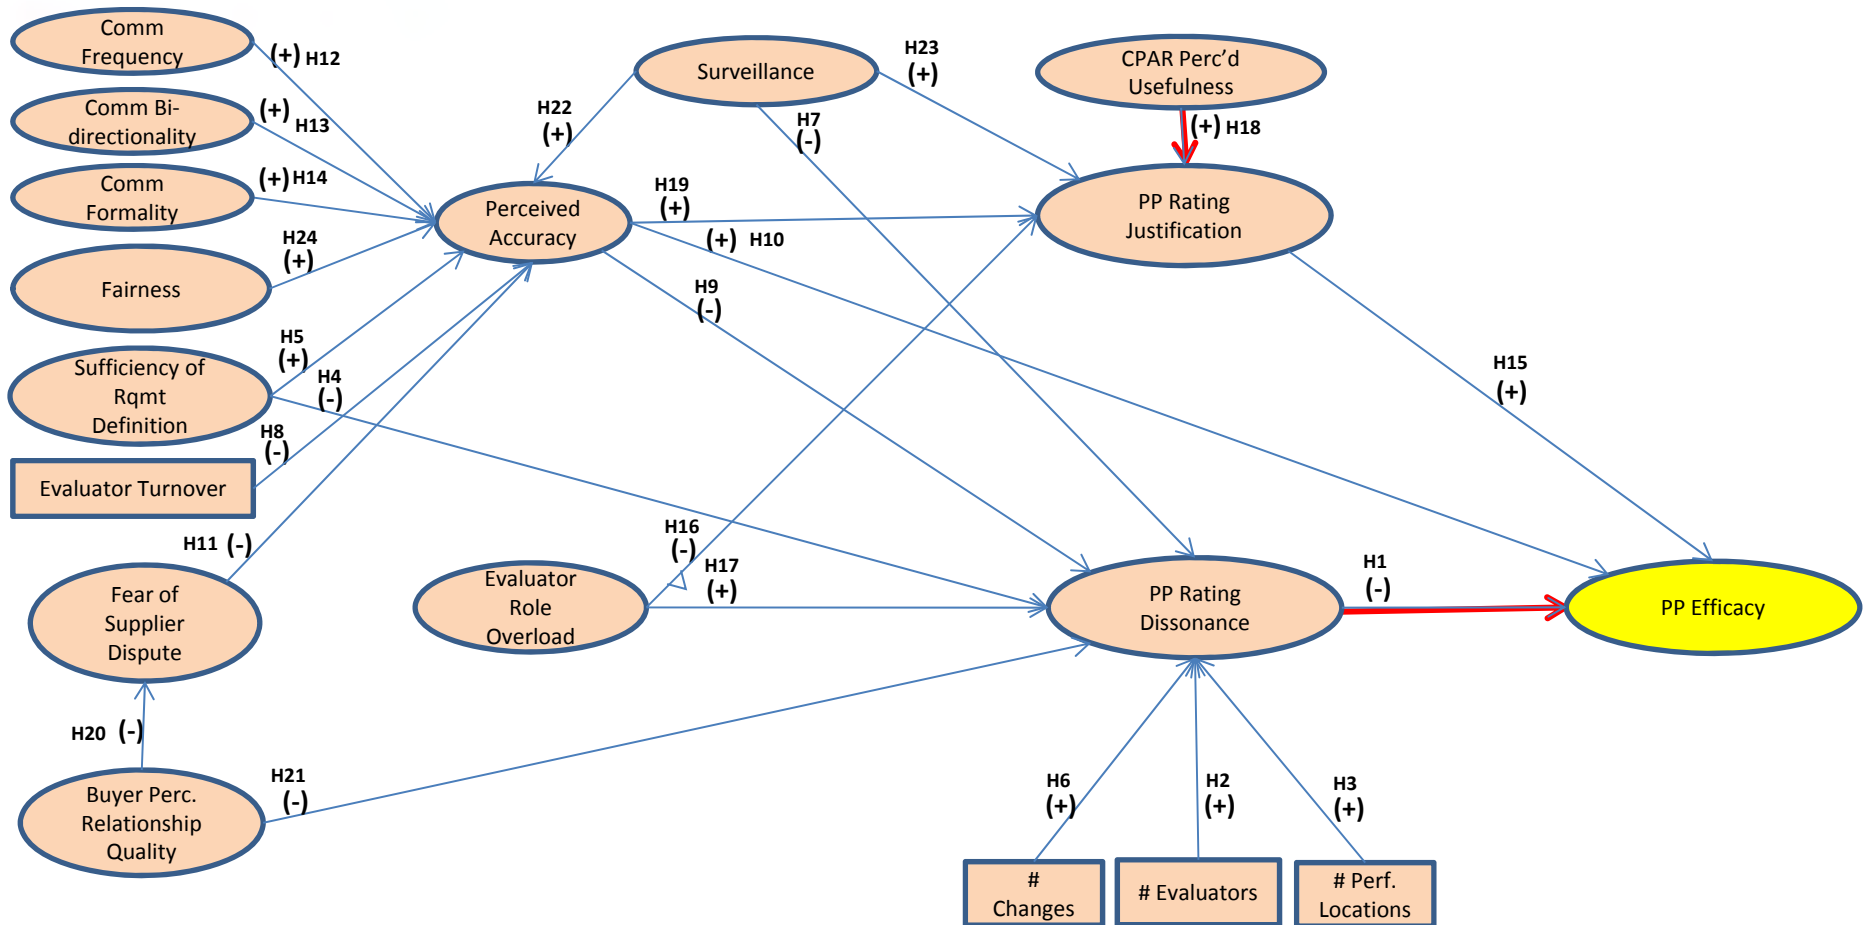 Comm
Frequency
(+) H12
Comm Bi-
directionality
(+)
H13
Comm
Formality
(+) H14
Fairness
H24
(+)
Sufficiency of
Rqmt
Definition
H5
(+)
H4
(-)
Evaluator Turnover
H8
(-)
H11 (-)
Fear of
Supplier
Dispute
H20 (-)
Buyer Perc.
Relationship
Quality
H21
(-)
Surveillance
H22
(+)
H7
(-)
H23
(+)
CPAR Perc’d
Usefulness
(+) H18
Perceived
Accuracy
H19
(+)
(+) H10
H9
(-)
PP Rating
Justification
H15
(+)
Evaluator
Role
Overload
H16
(-)
H17
(+)
PP Rating
Dissonance
H1
(-)
PP Efficacy
H6
(+)
H2
(+)
H3
(+)
#
Changes
# Evaluators
# Perf.
Locations